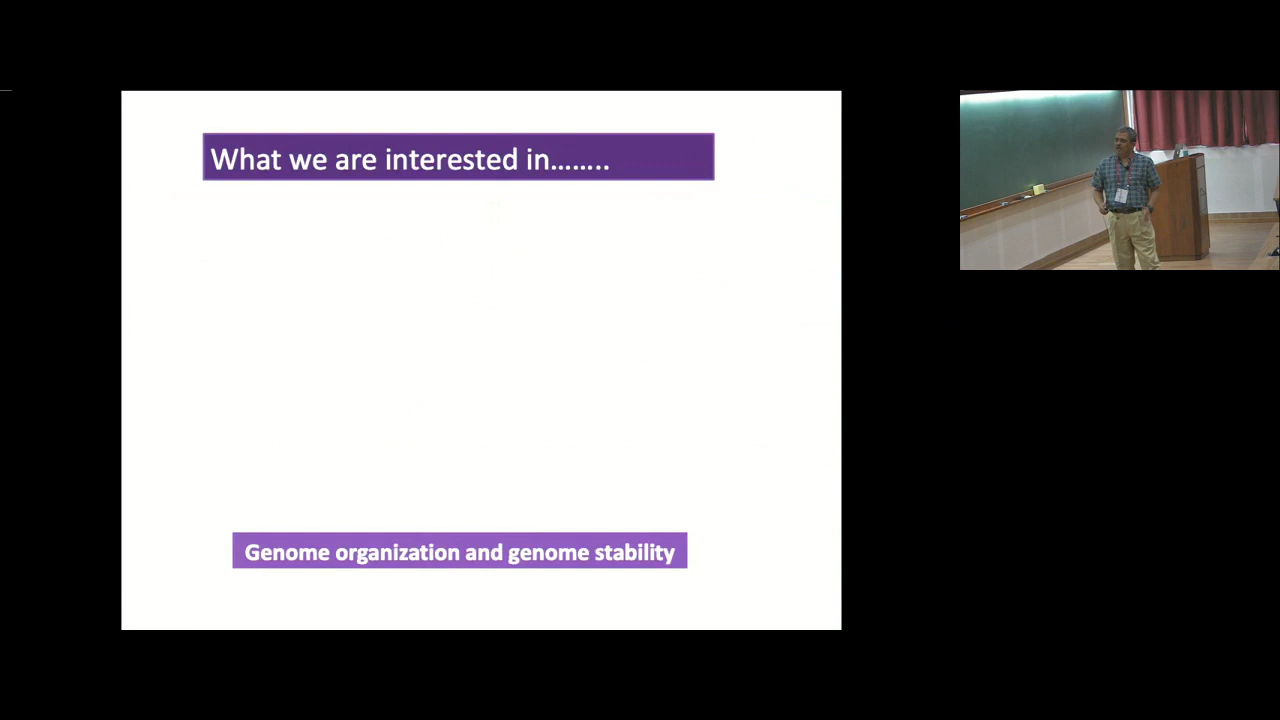 What we are interested in........
Genome organization and genome stability